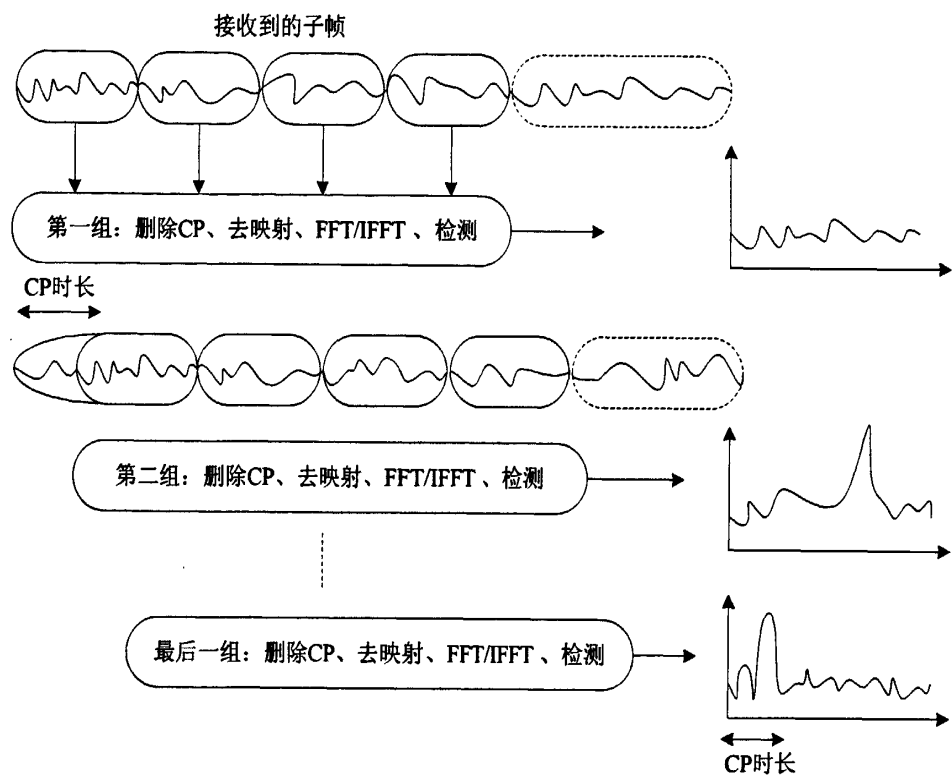 接收到的子帧
第一组：删除CP、去映射、FFT/IFFT 、检测
CP时长
第二组：删除CP、去映射、FFT/IFFT 、检测
最后一组：删除CP、去映射、FFT/IFFT 、检测
CP时长